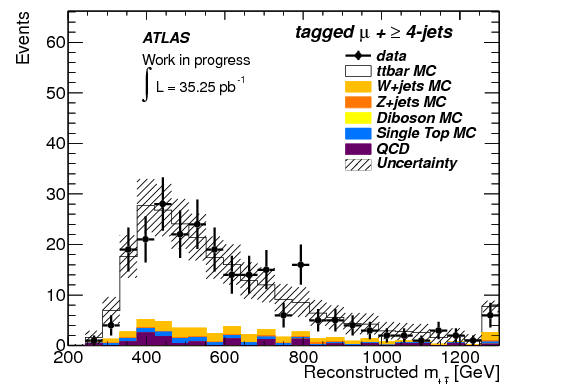 Events
ATLAS
Work in progress
∫ L = 35.25 pb⁻¹
tagged μ + ≥ 4-jets
data
ttbar MC
W+jets MC
Z+jets MC
Diboson MC
Single Top MC
QCD
Uncertainty
60
50
40
30
20
10
0
200 400 600 800 1000 1200
Reconstructed m [GeV]